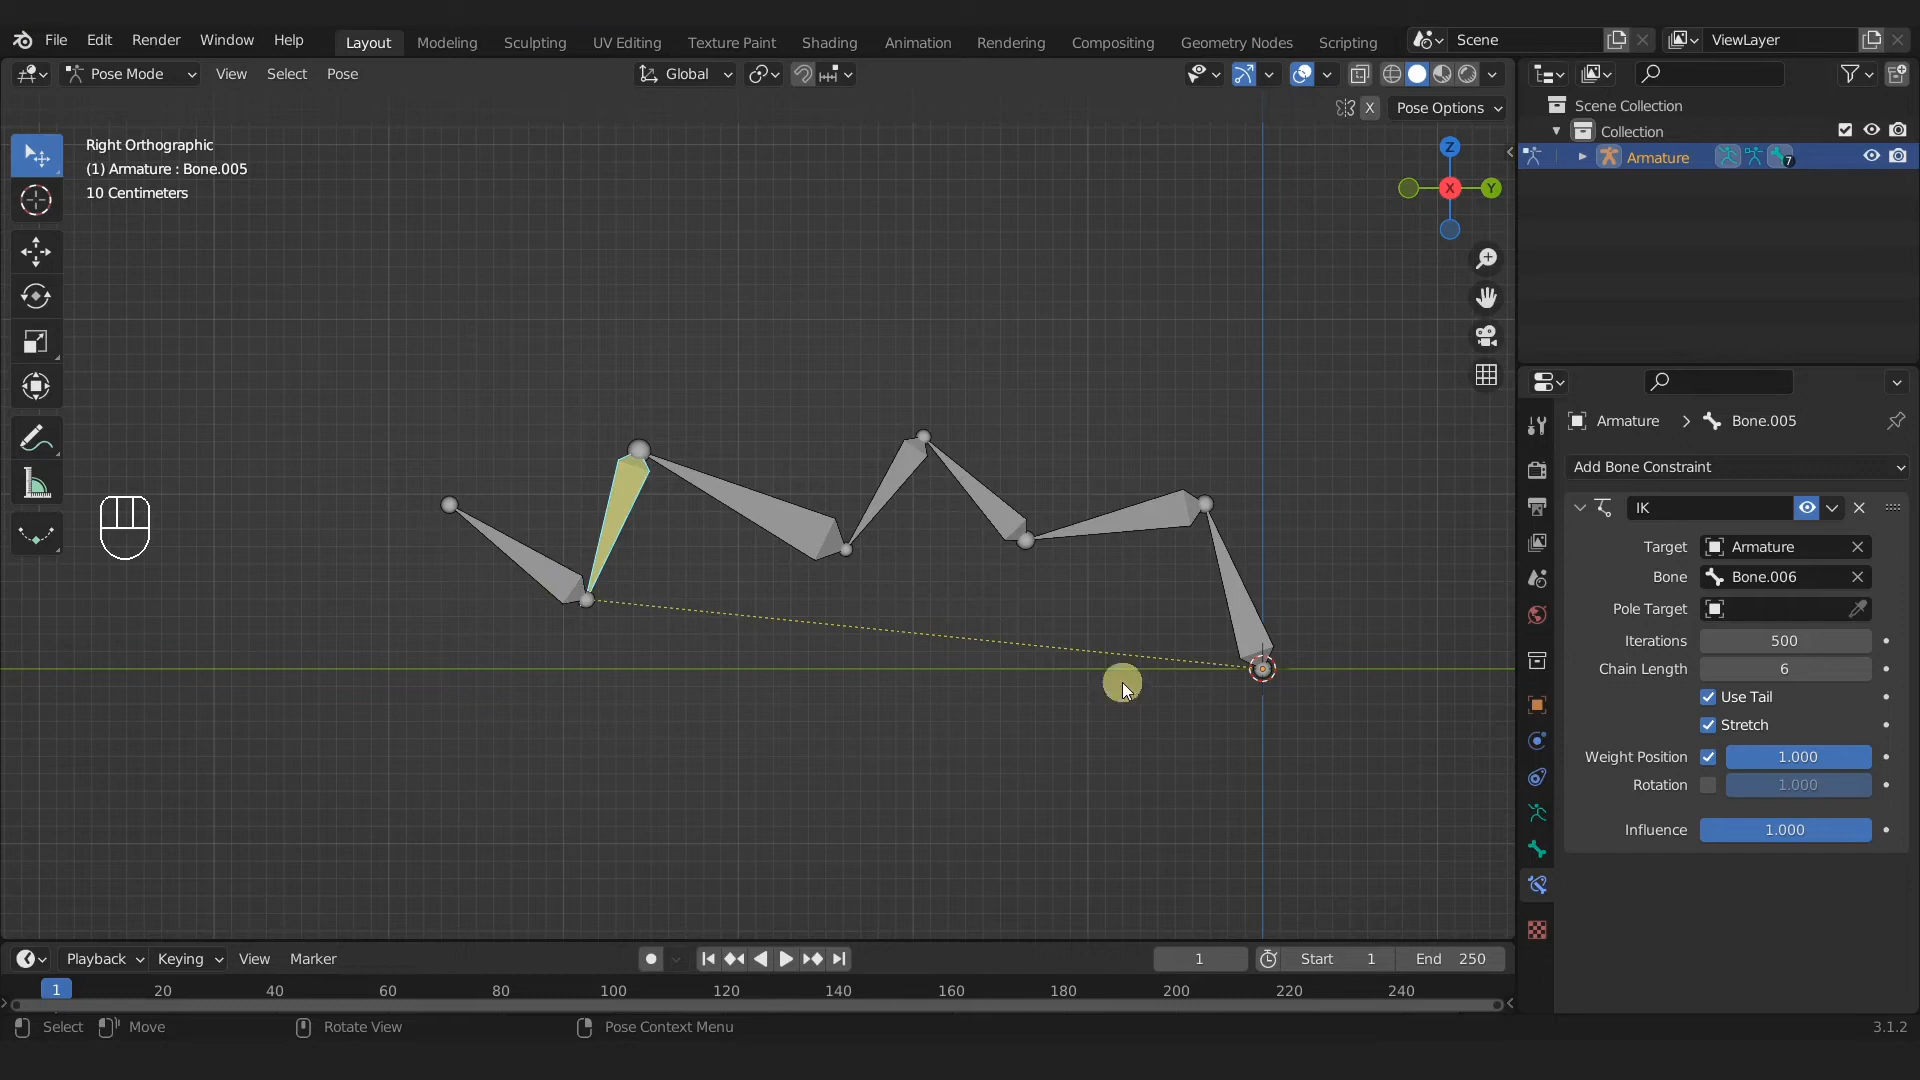 File Edit Render Window Help Layout Modeling Sculpting UV Editing Texture Paint Shading Animation Rendering Compositing Geometry Nodes Scripting Scene ViewLayer
Pose Mode View Select Pose Global
X Pose Options
Right Orthographic
(1) Armature : Bone.005
10 Centimeters
Z
X
Y
Scene Collection
Collection
Armature 7
Armature Bone.005
Add Bone Constraint
IK
Target Armature
Bone Bone.006
Pole Target
Iterations 500
Chain Length 6
Use Tail
Stretch
Weight Position 1.000
Rotation 1.000
Influence 1.000
Playback Keying View Marker 1 Start 1 End 250
1 20 40 60 80 100 120 140 160 180 200 220 240
Select Move Rotate View Pose Context Menu 3.1.2